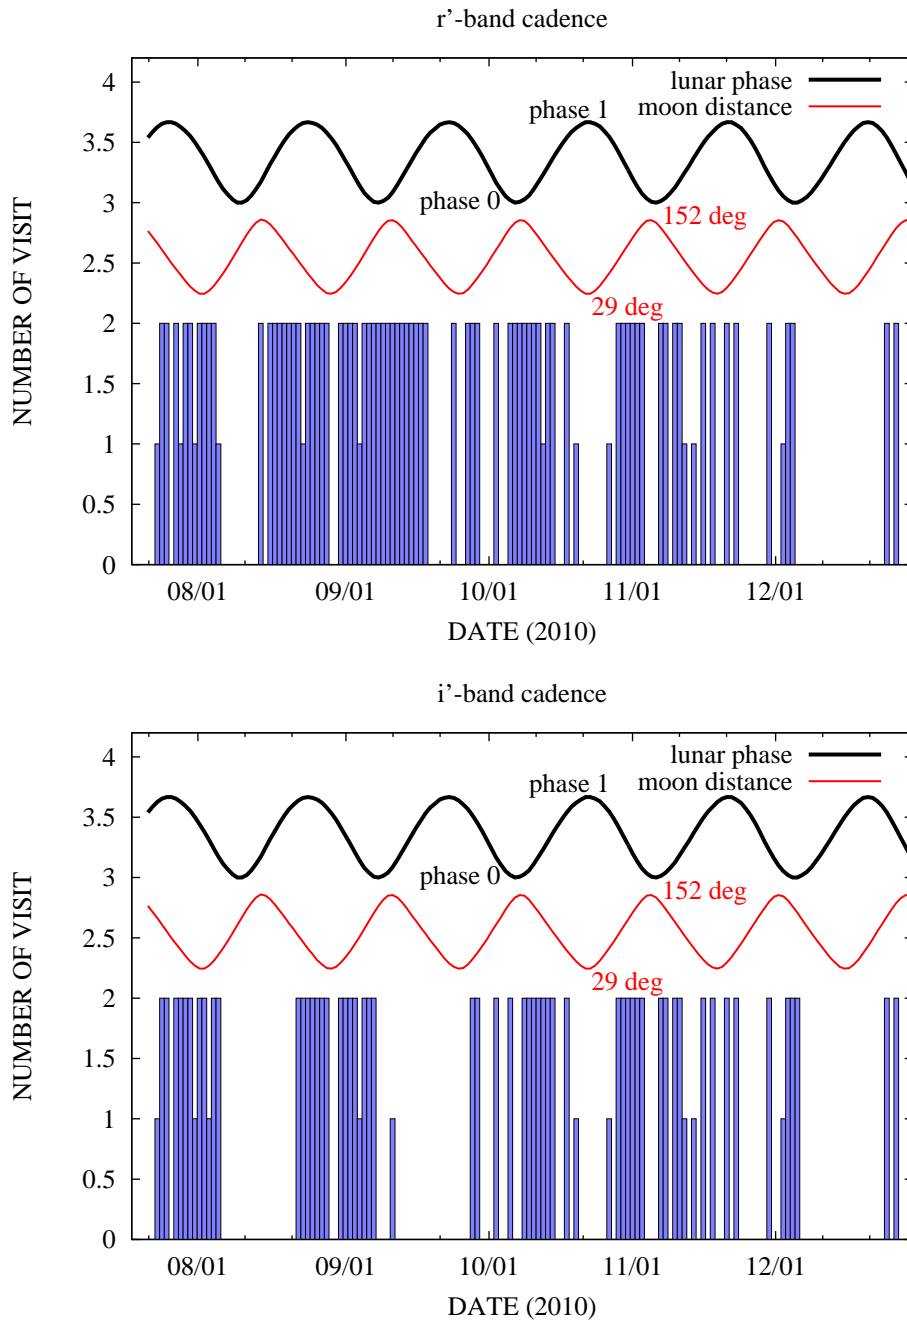 r’-band cadence
4
3.5
3
2.5
2
1.5
1
0.5
0
NUMBER OF VISIT
lunar phase
moon distance
phase 1
phase 0
152 deg
29 deg
08/01 09/01 10/01 11/01 12/01
DATE (2010)
i’-band cadence
4
3.5
3
2.5
2
1.5
1
0.5
0
NUMBER OF VISIT
lunar phase
moon distance
phase 1
phase 0
152 deg
29 deg
08/01 09/01 10/01 11/01 12/01
DATE (2010)